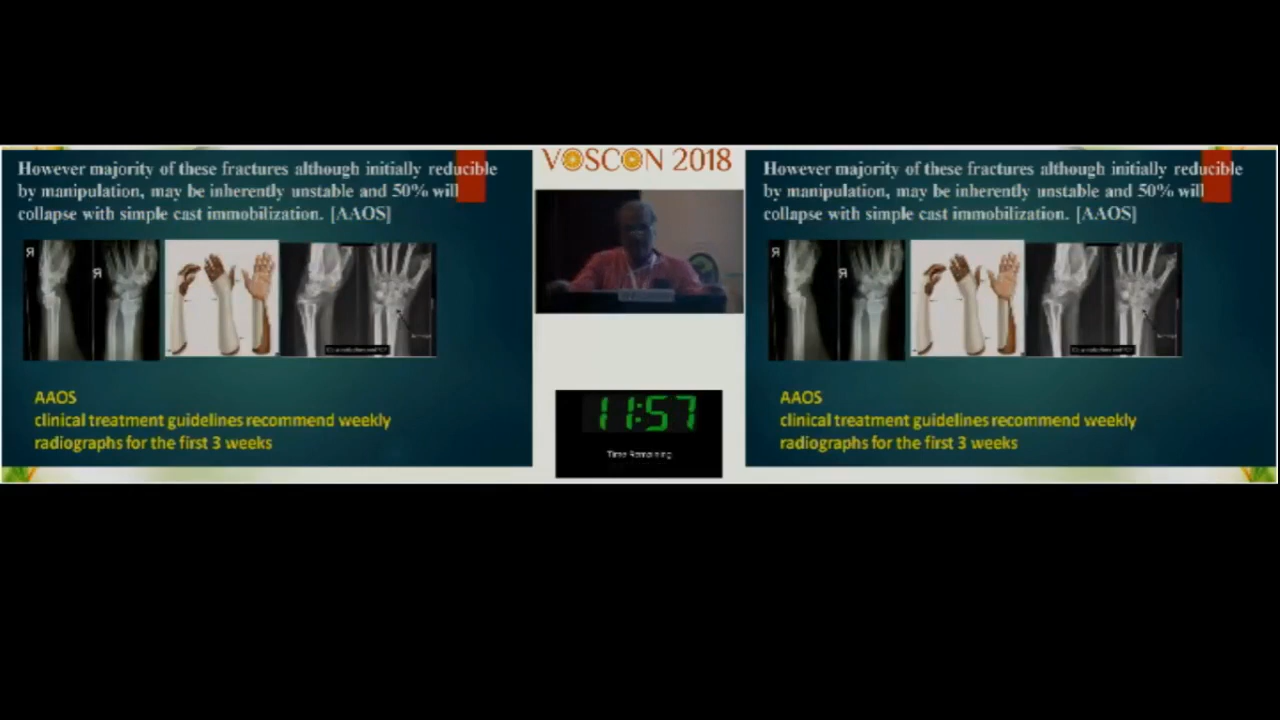 However majority of these fractures although initially reducible
by manipulation, may be inherently unstable and 50% will
collapse with simple cast immobilization. [AAOS]
R
R
AAOS
clinical treatment guidelines recommend weekly
radiographs for the first 3 weeks
VOSCON 2018
11:57
Time Remaining
However majority of these fractures although initially reducible
by manipulation, may be inherently unstable and 50% will
collapse with simple cast immobilization. [AAOS]
R
R
AAOS
clinical treatment guidelines recommend weekly
radiographs for the first 3 weeks